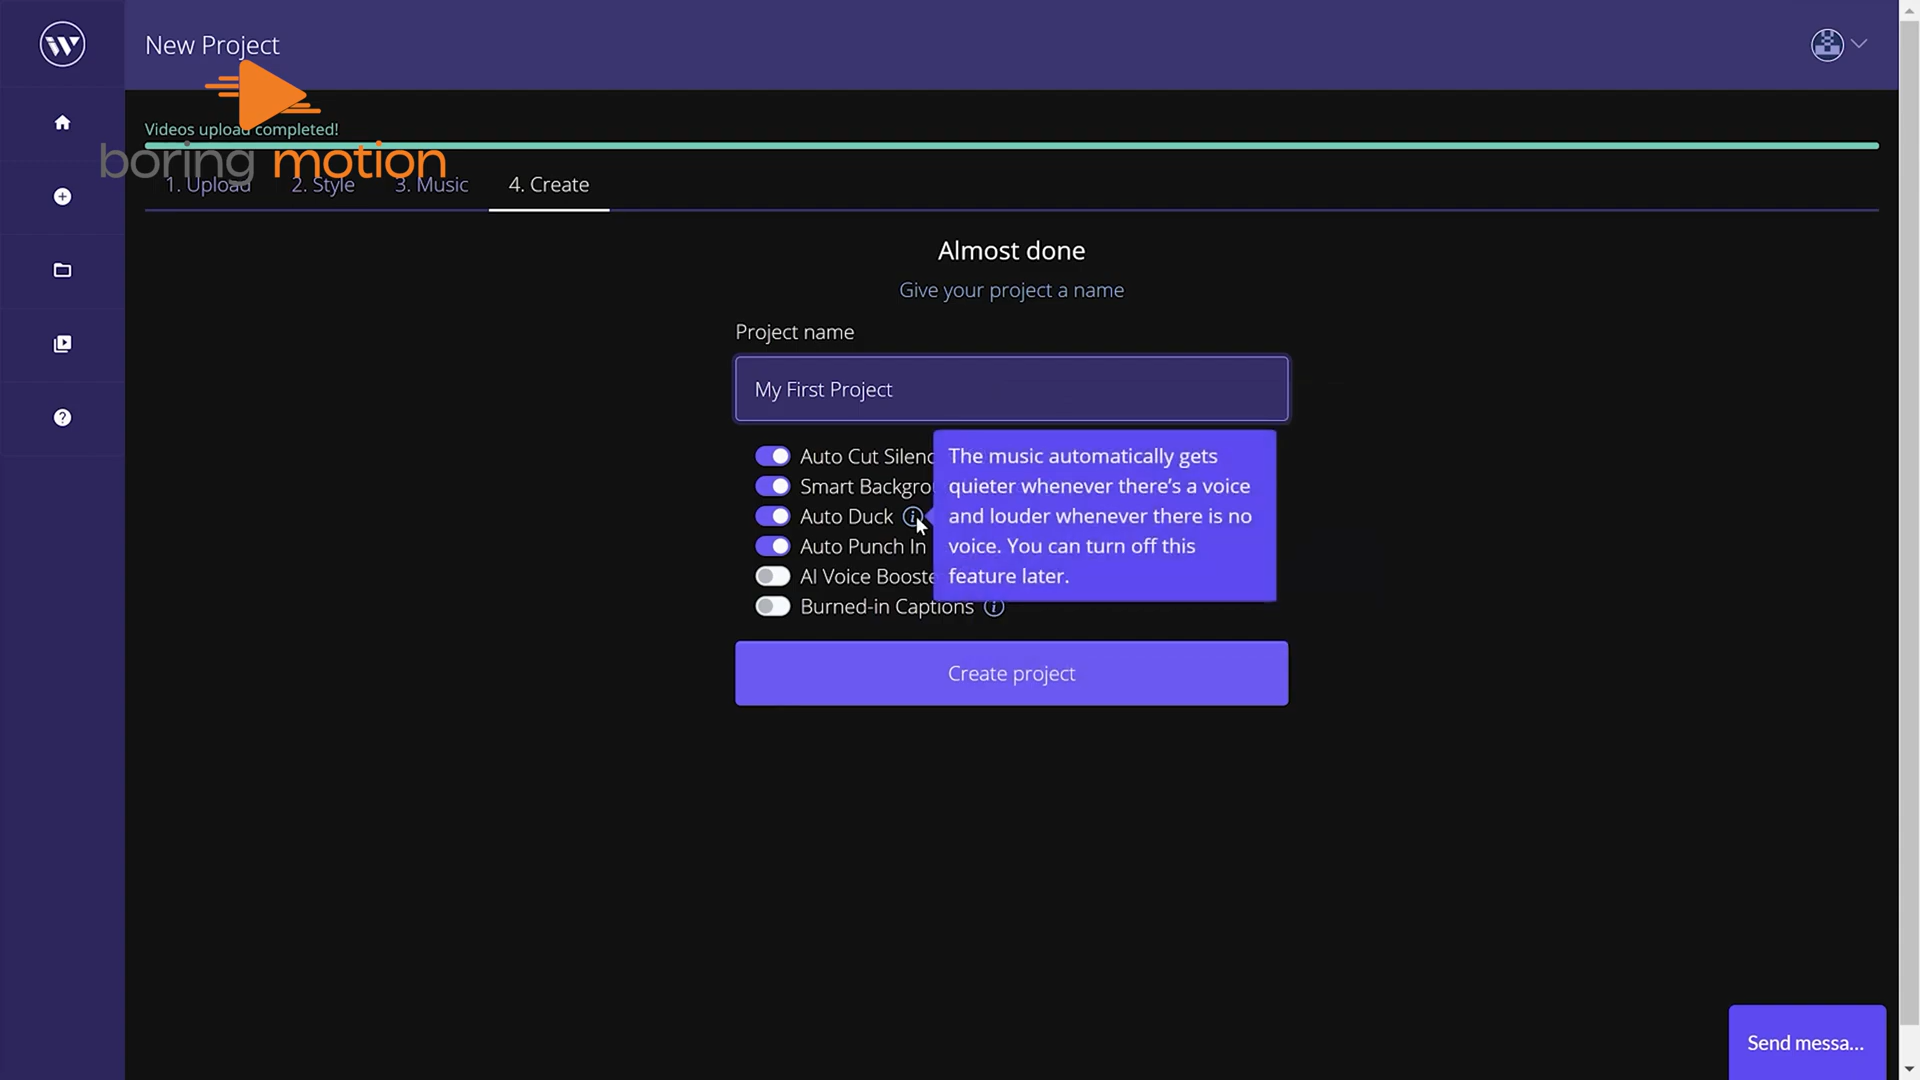 New Project
Videos upload completed!
boring motion
1. Upload 2. Style 3. Music 4. Create
Almost done
Give your project a name
Project name
My First Project
Auto Cut Silenc
Smart Backgro
Auto Duck
Auto Punch In
AI Voice Booste
Burned-in Captions
The music automatically gets
quieter whenever there's a voice
and louder whenever there is no
voice. You can turn off this
feature later.
Create project
Send messa...